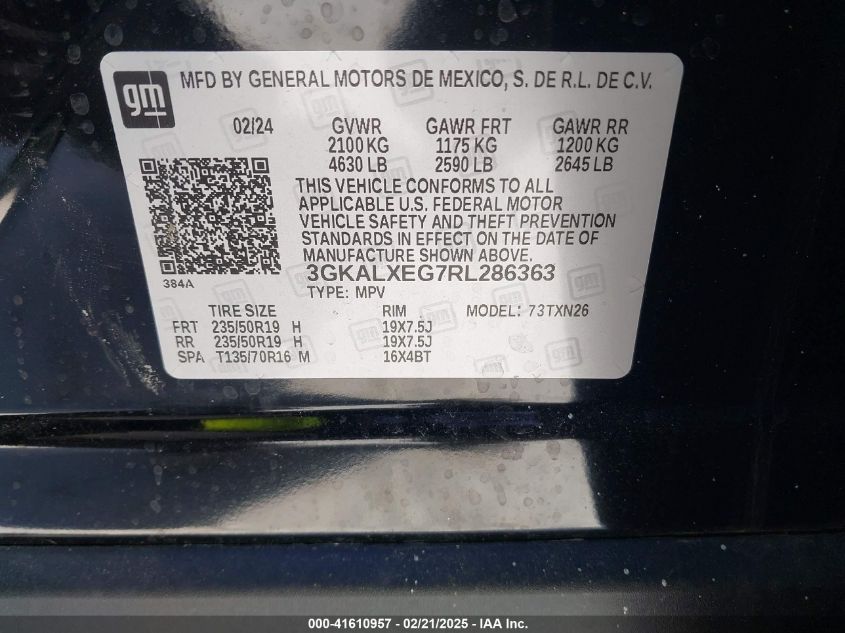 gm
MFD BY GENERAL MOTORS DE MEXICO, S. DE R.L. DE C.V.
02/24 GVWR GAWR FRT GAWR RR
2100 KG 1175 KG 1200 KG
4630 LB 2590 LB 2645 LB
THIS VEHICLE CONFORMS TO ALL
APPLICABLE U.S. FEDERAL MOTOR
VEHICLE SAFETY AND THEFT PREVENTION
STANDARDS IN EFFECT ON THE DATE OF
MANUFACTURE SHOWN ABOVE.
384A
3GKALXEG7RL286363
TYPE: MPV
TIRE SIZE RIM MODEL: 73TXN26
FRT 235/50R19 H 19X7.5J
RR 235/50R19 H 19X7.5J
SPA T135/70R16 M 16X4BT
000-41610957 - 02/21/2025 - IAA Inc.